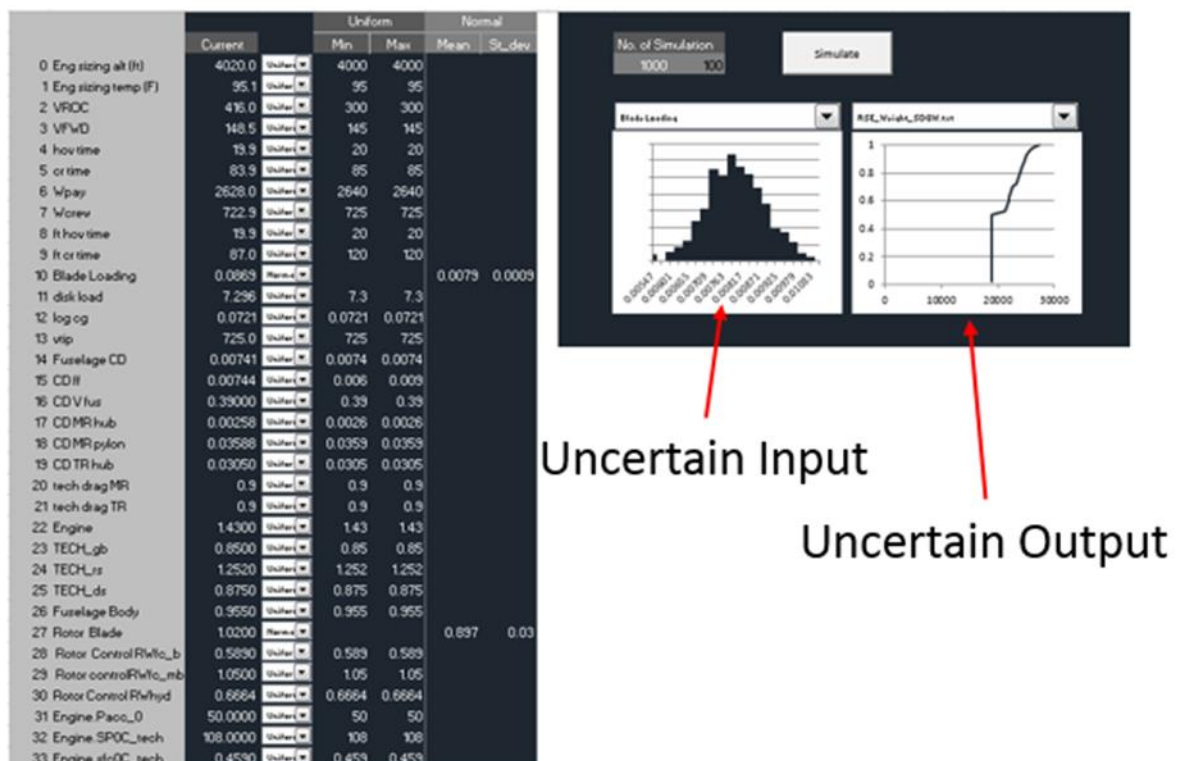 Uniform Normal
Current Min Max Mean St_dev
0 Eng sizing alt (ft) 4020.0 4000 4000
1 Eng sizing temp (F) 95.1 95 95
2 VROC 416.0 300 300
3 VFWD 148.5 145 145
4 hov time 19.9 20 20
5 cr time 83.9 85 85
6 Wpay 2628.0 2640 2640
7 Wcrew 722.9 725 725
8 ft hov time 19.9 20 20
9 ft cr time 87.0 120 120
10 Blade Loading 0.0869 0.0079 0.0009
11 disk load 7.296 7.3 7.3
12 log cg 0.0721 0.0721 0.0721
13 vtip 725.0 725 725
14 Fuselage CD 0.00741 0.0074 0.0074
15 CD ff 0.00744 0.006 0.009
16 CD V fus 0.39000 0.39 0.39
17 CD MR hub 0.00258 0.0026 0.0026
18 CD MR pylon 0.03588 0.0359 0.0359
19 CD TR hub 0.03050 0.0305 0.0305
20 tech drag MR 0.9 0.9 0.9
21 tech drag TR 0.9 0.9 0.9
22 Engine 1.4300 1.43 1.43
23 TECH_gb 0.8500 0.85 0.85
24 TECH_rs 1.2520 1.252 1.252
25 TECH_ds 0.8750 0.875 0.875
26 Fuselage Body 0.9550 0.955 0.955
27 Rotor Blade 1.0200 0.897 0.03
28 Rotor Control RWfc_b 0.5890 0.589 0.589
29 Rotor controlRWfc_mb 1.0500 1.05 1.05
30 Rotor Control RWhyd 0.6664 0.6664 0.6664
31 Engine.Pacc_0 50.0000 50 50
32 Engine.SP0C_tech 108.0000 108 108
33 Engine.sfc0C_tech 0.4590 0.459 0.459
No. of Simulation
1000 100
Simulate
Blade Loading
RSE_Weight_SDGW.txt
1
0.8
0.6
0.4
0.2
0
0 10000 20000 30000
Uncertain Input
Uncertain Output